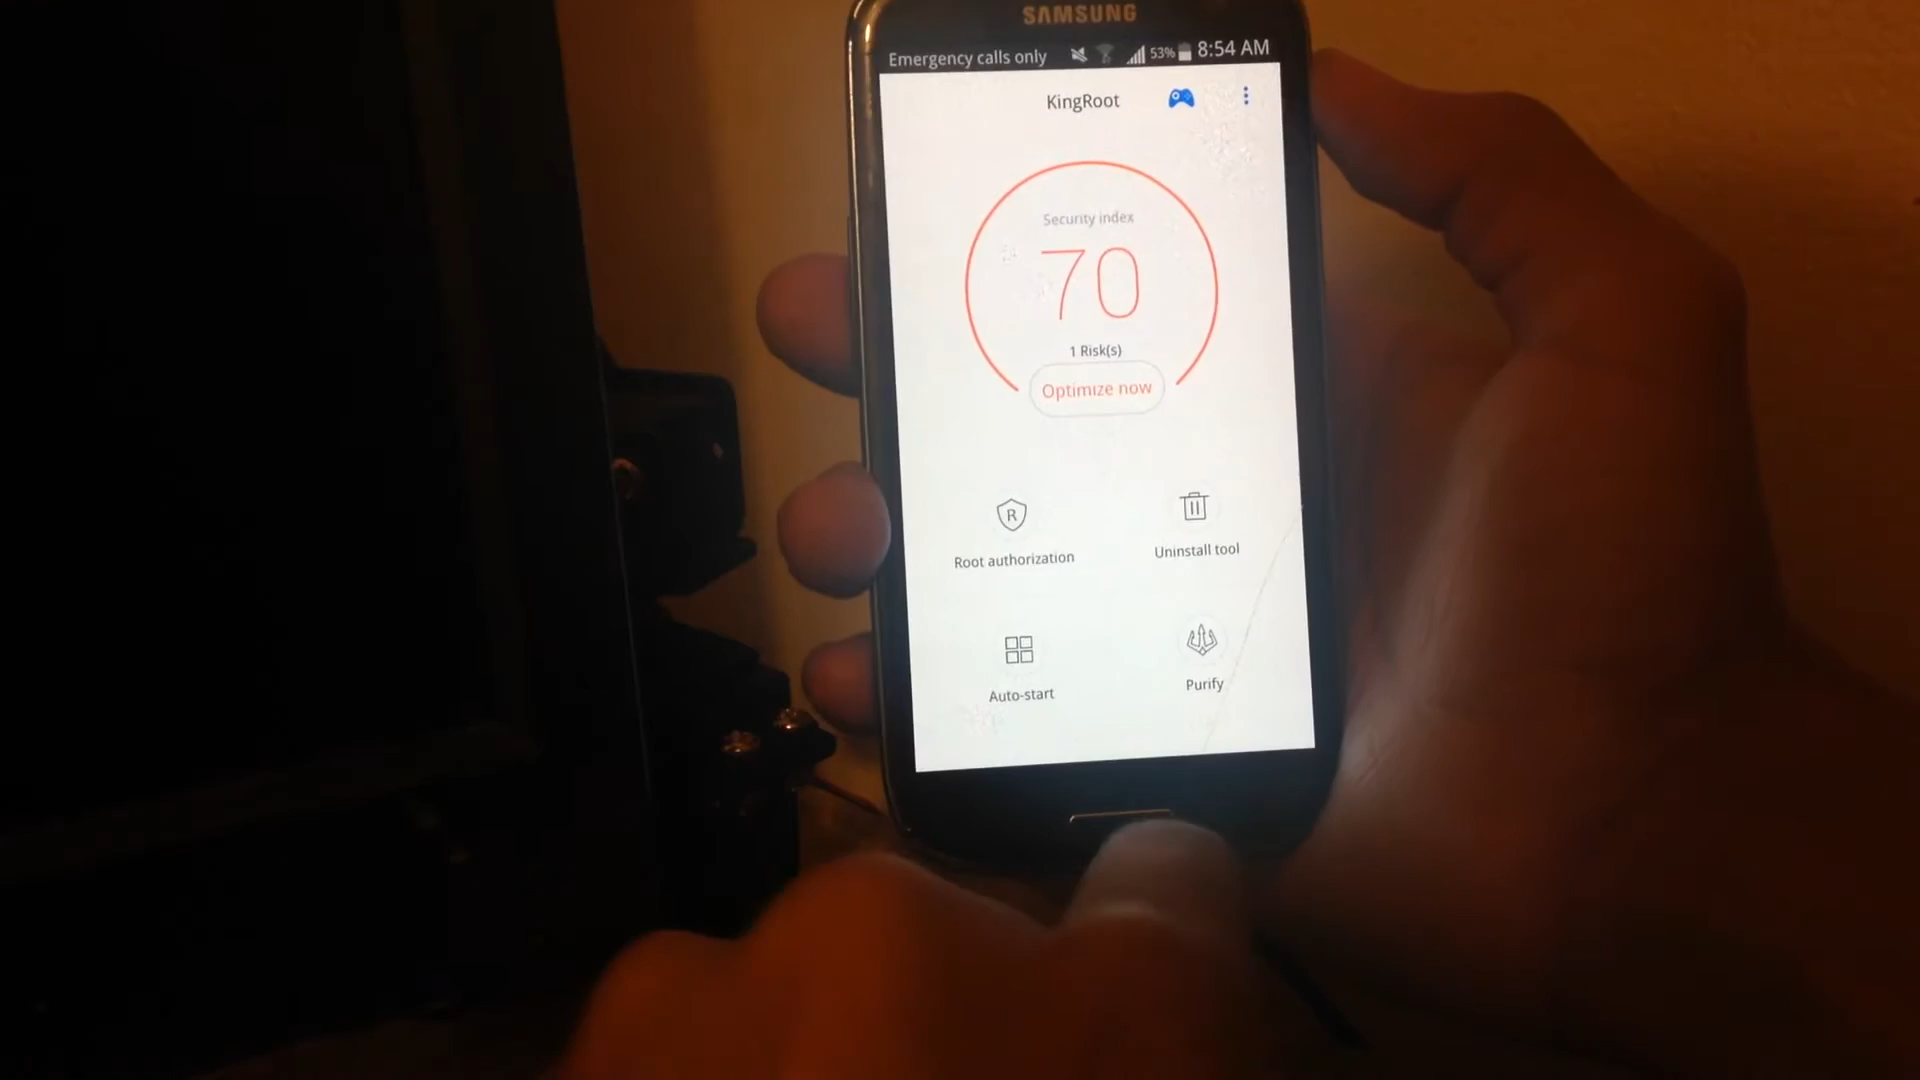 SAMSUNG
Emergency calls only 53% 8:54 AM
KingRoot
Security index
70
1 Risk(s)
Optimize now
R
Root authorization
Uninstall tool
Auto-start
Purify